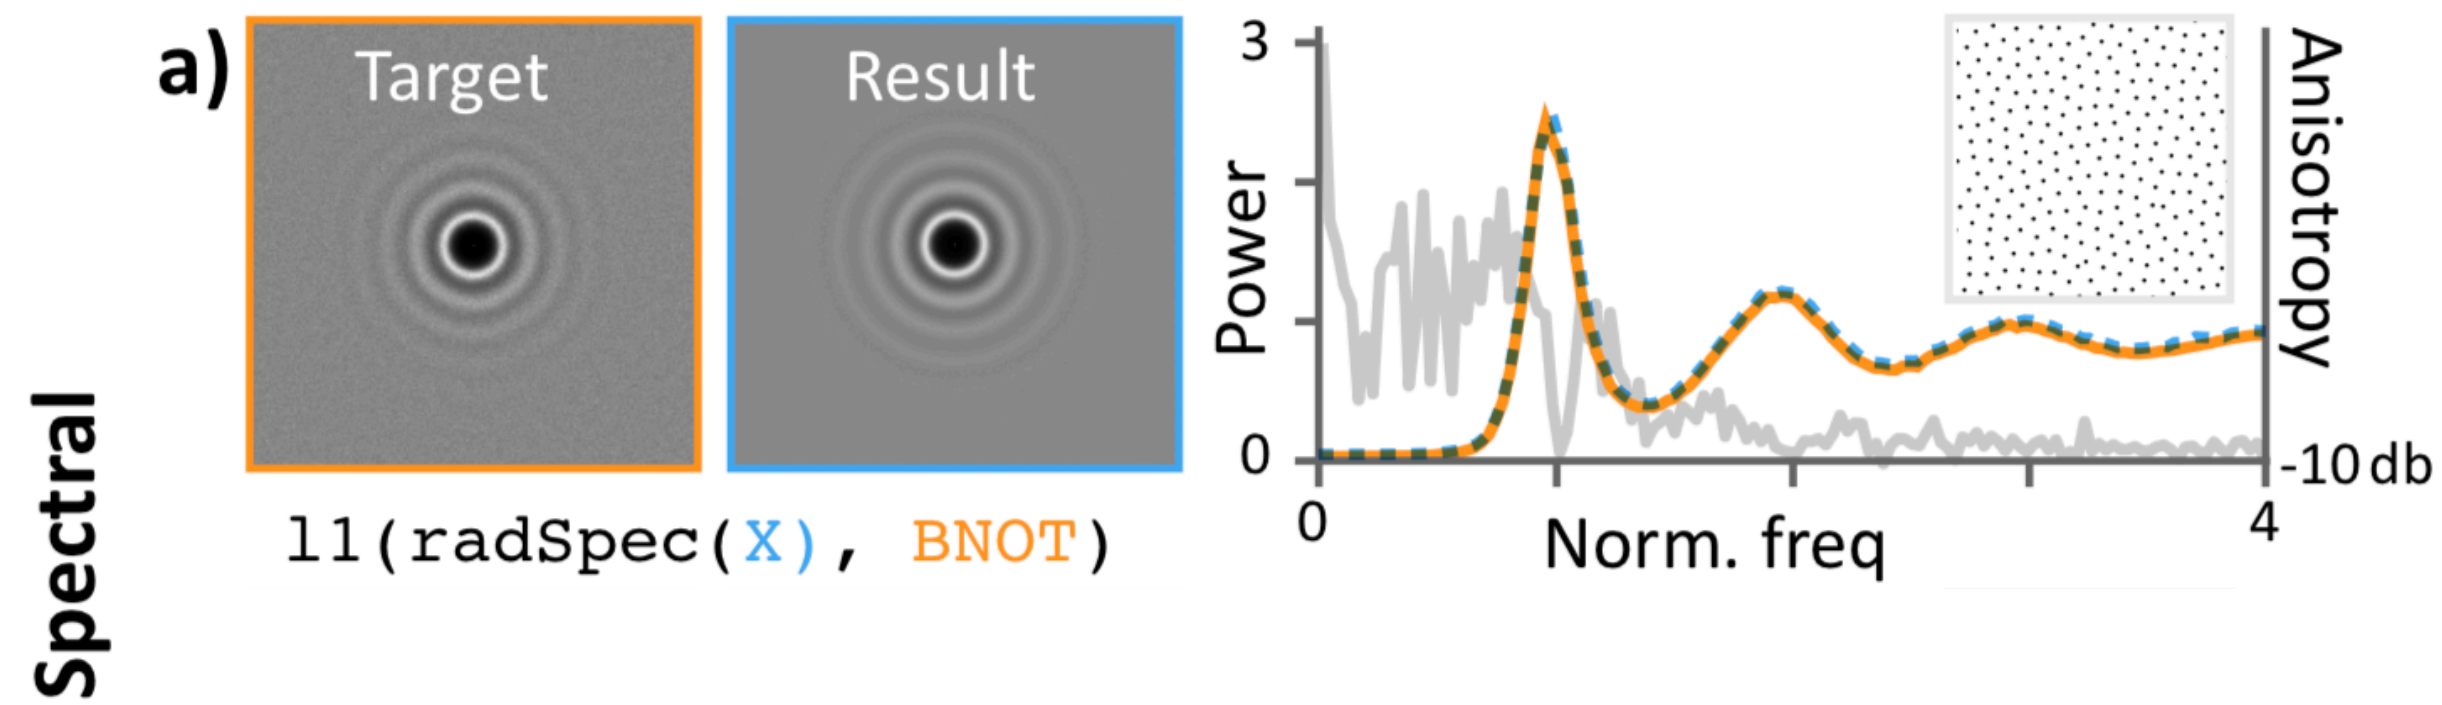 a)
Target
Result
l1(radSpec(X), BNOT)
Spectral
3
Power
0
0
Norm. freq
4
Anisotropy
-10 db